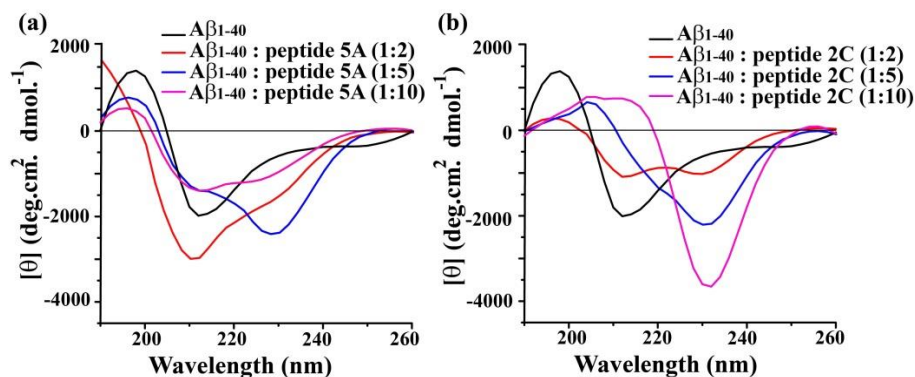 (a)
Aβ1-40
Aβ1-40 : peptide 5A (1:2)
Aβ1-40 : peptide 5A (1:5)
Aβ1-40 : peptide 5A (1:10)
2000
0
-2000
-4000
[θ] (deg.cm.² dmol.⁻¹)
200 220 240 260
Wavelength (nm)
(b)
Aβ1-40
Aβ1-40 : peptide 2C (1:2)
Aβ1-40 : peptide 2C (1:5)
Aβ1-40 : peptide 2C (1:10)
2000
0
-2000
-4000
[θ] (deg.cm.² dmol.⁻¹)
200 220 240 260
Wavelength (nm)